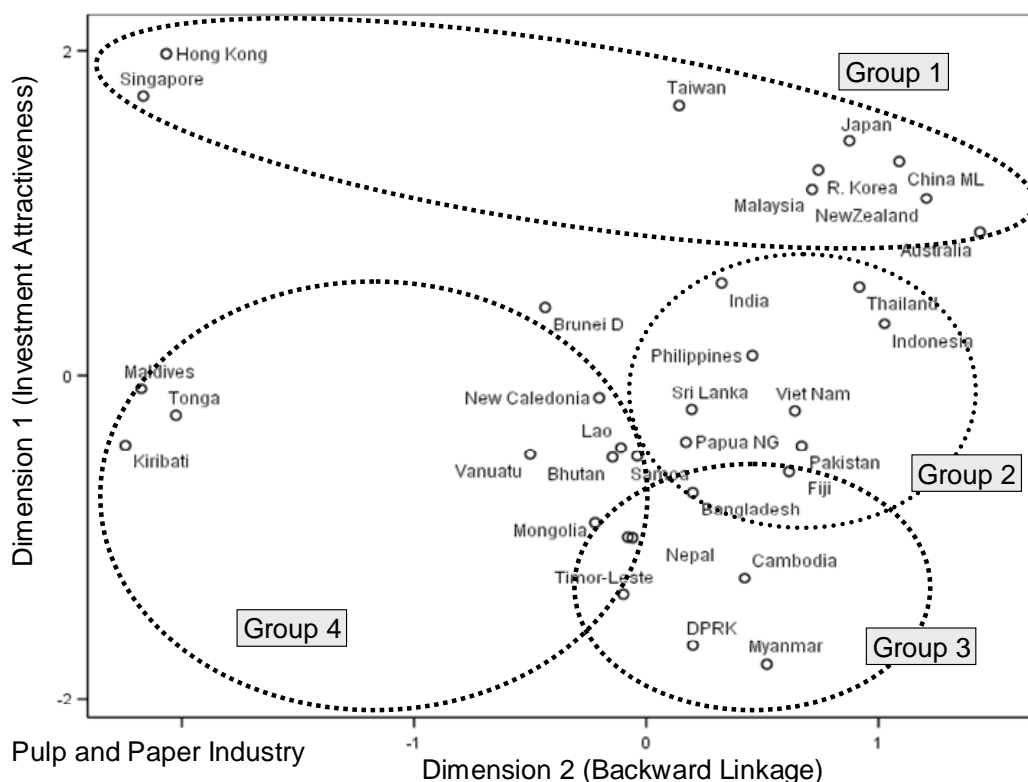 2
Hong Kong
Singapore
Taiwan
Group 1
Japan
China ML
R. Korea
Malaysia
NewZealand
Australia
India
Thailand
Brunei D
Indonesia
Philippines
0
Maldives
Tonga
New Caledonia
Sri Lanka
Viet Nam
Lao
Papua NG
Kiribati
Vanuatu
Bhutan
Samoa
Pakistan
Group 2
Fiji
Bangladesh
Mongolia
Nepal
Cambodia
Timor-Leste
Group 4
DPRK
Myanmar
Group 3
-2
Dimension 1 (Investment Attractiveness)
-1
0
1
Pulp and Paper Industry
Dimension 2 (Backward Linkage)